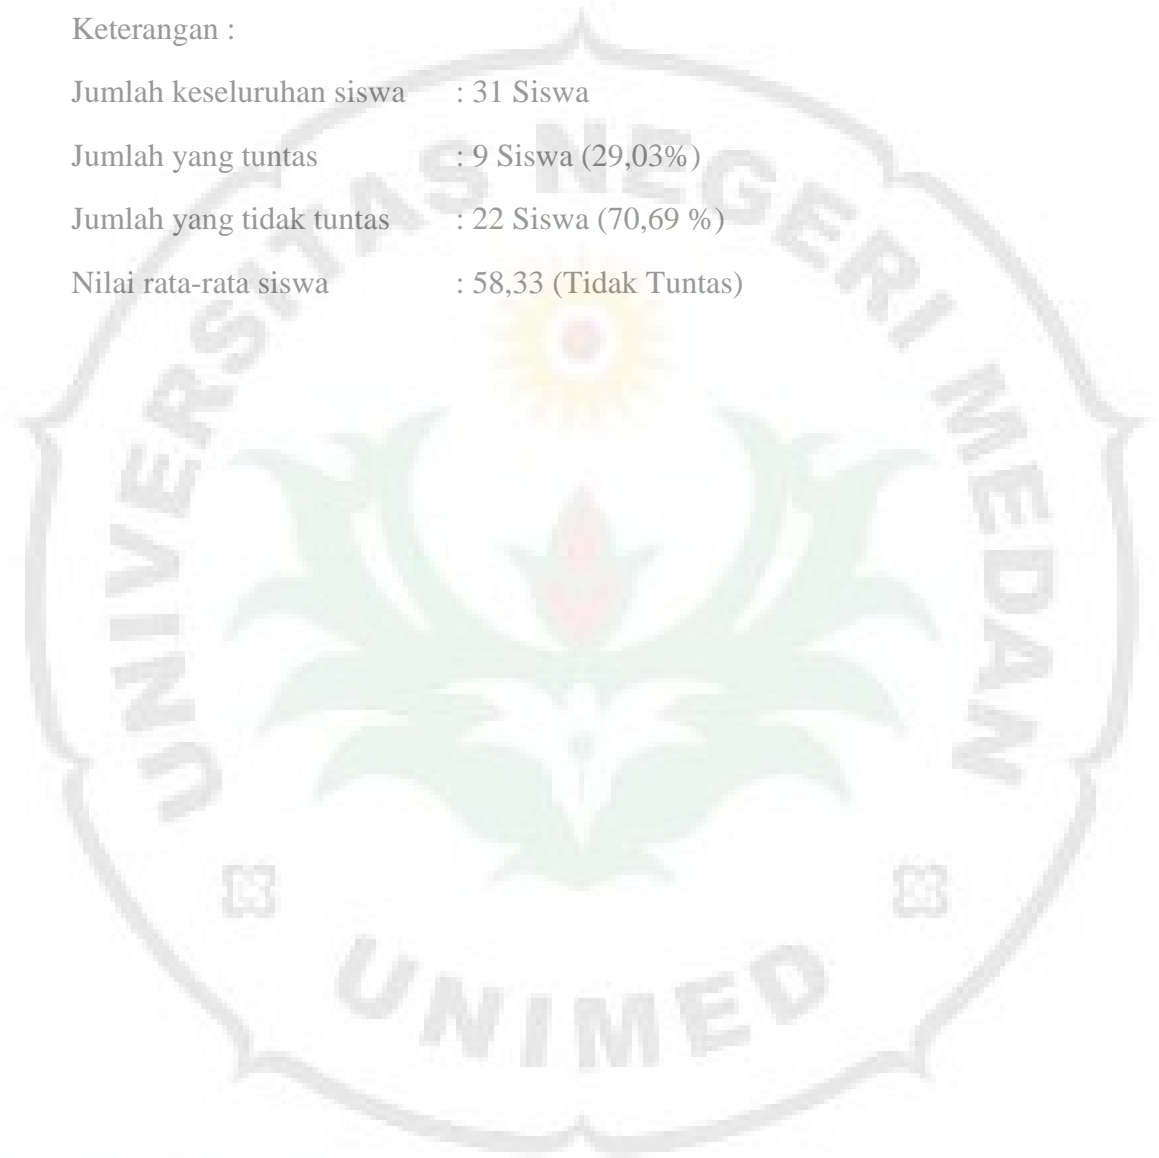 Keterangan :
Jumlah keseluruhan siswa : 31 Siswa
Jumlah yang tuntas : 9 Siswa (29,03%)
Jumlah yang tidak tuntas : 22 Siswa (70,69 %)
Nilai rata-rata siswa : 58,33 (Tidak Tuntas)
UNIVERSITAS NEGERI MEDAN
UNIMED